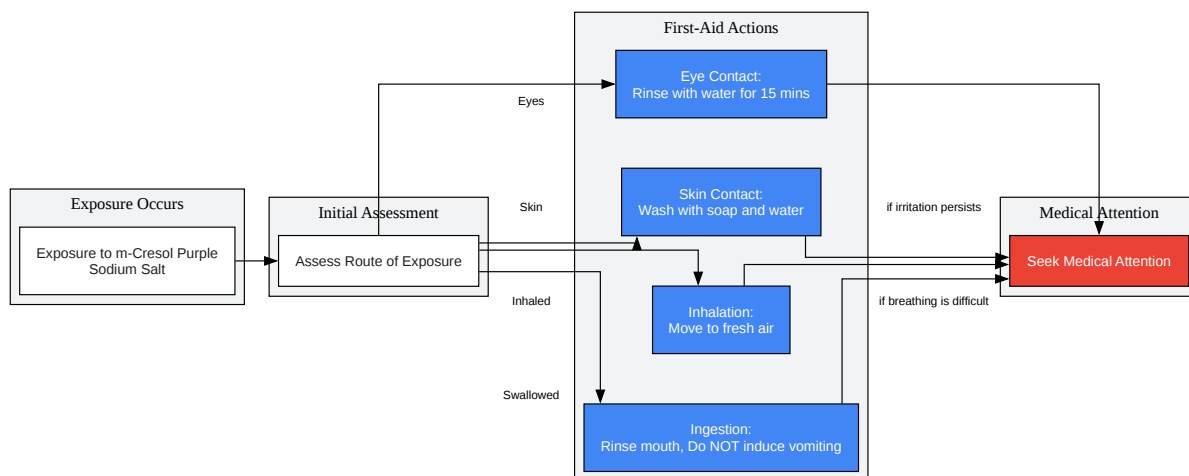 First-Aid Actions
Eye Contact:
Rinse with water for 15 mins
Eyes
Skin Contact:
Wash with soap and water
Exposure Occurs
Initial Assessment
Skin
if irritation persists
Medical Attention
Exposure to m-Cresol Purple
Sodium Salt
Assess Route of Exposure
Seek Medical Attention
Inhaled
Inhalation:
Move to fresh air
if breathing is difficult
Swallowed
Ingestion:
Rinse mouth, Do NOT induce vomiting